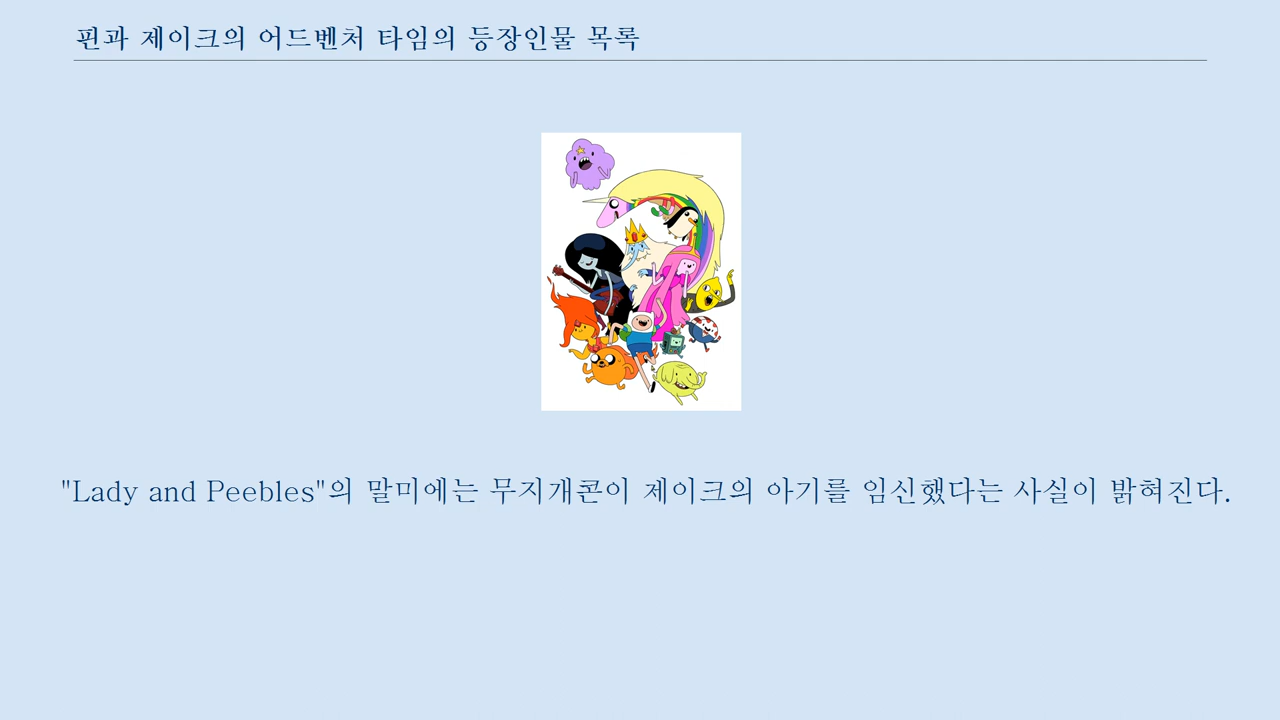 핀과 제이크의 어드벤처 타임의 등장인물 목록
"Lady and Peebles"의 말미에는 무지개콘이 제이크의 아기를 임신했다는 사실이 밝혀진다.